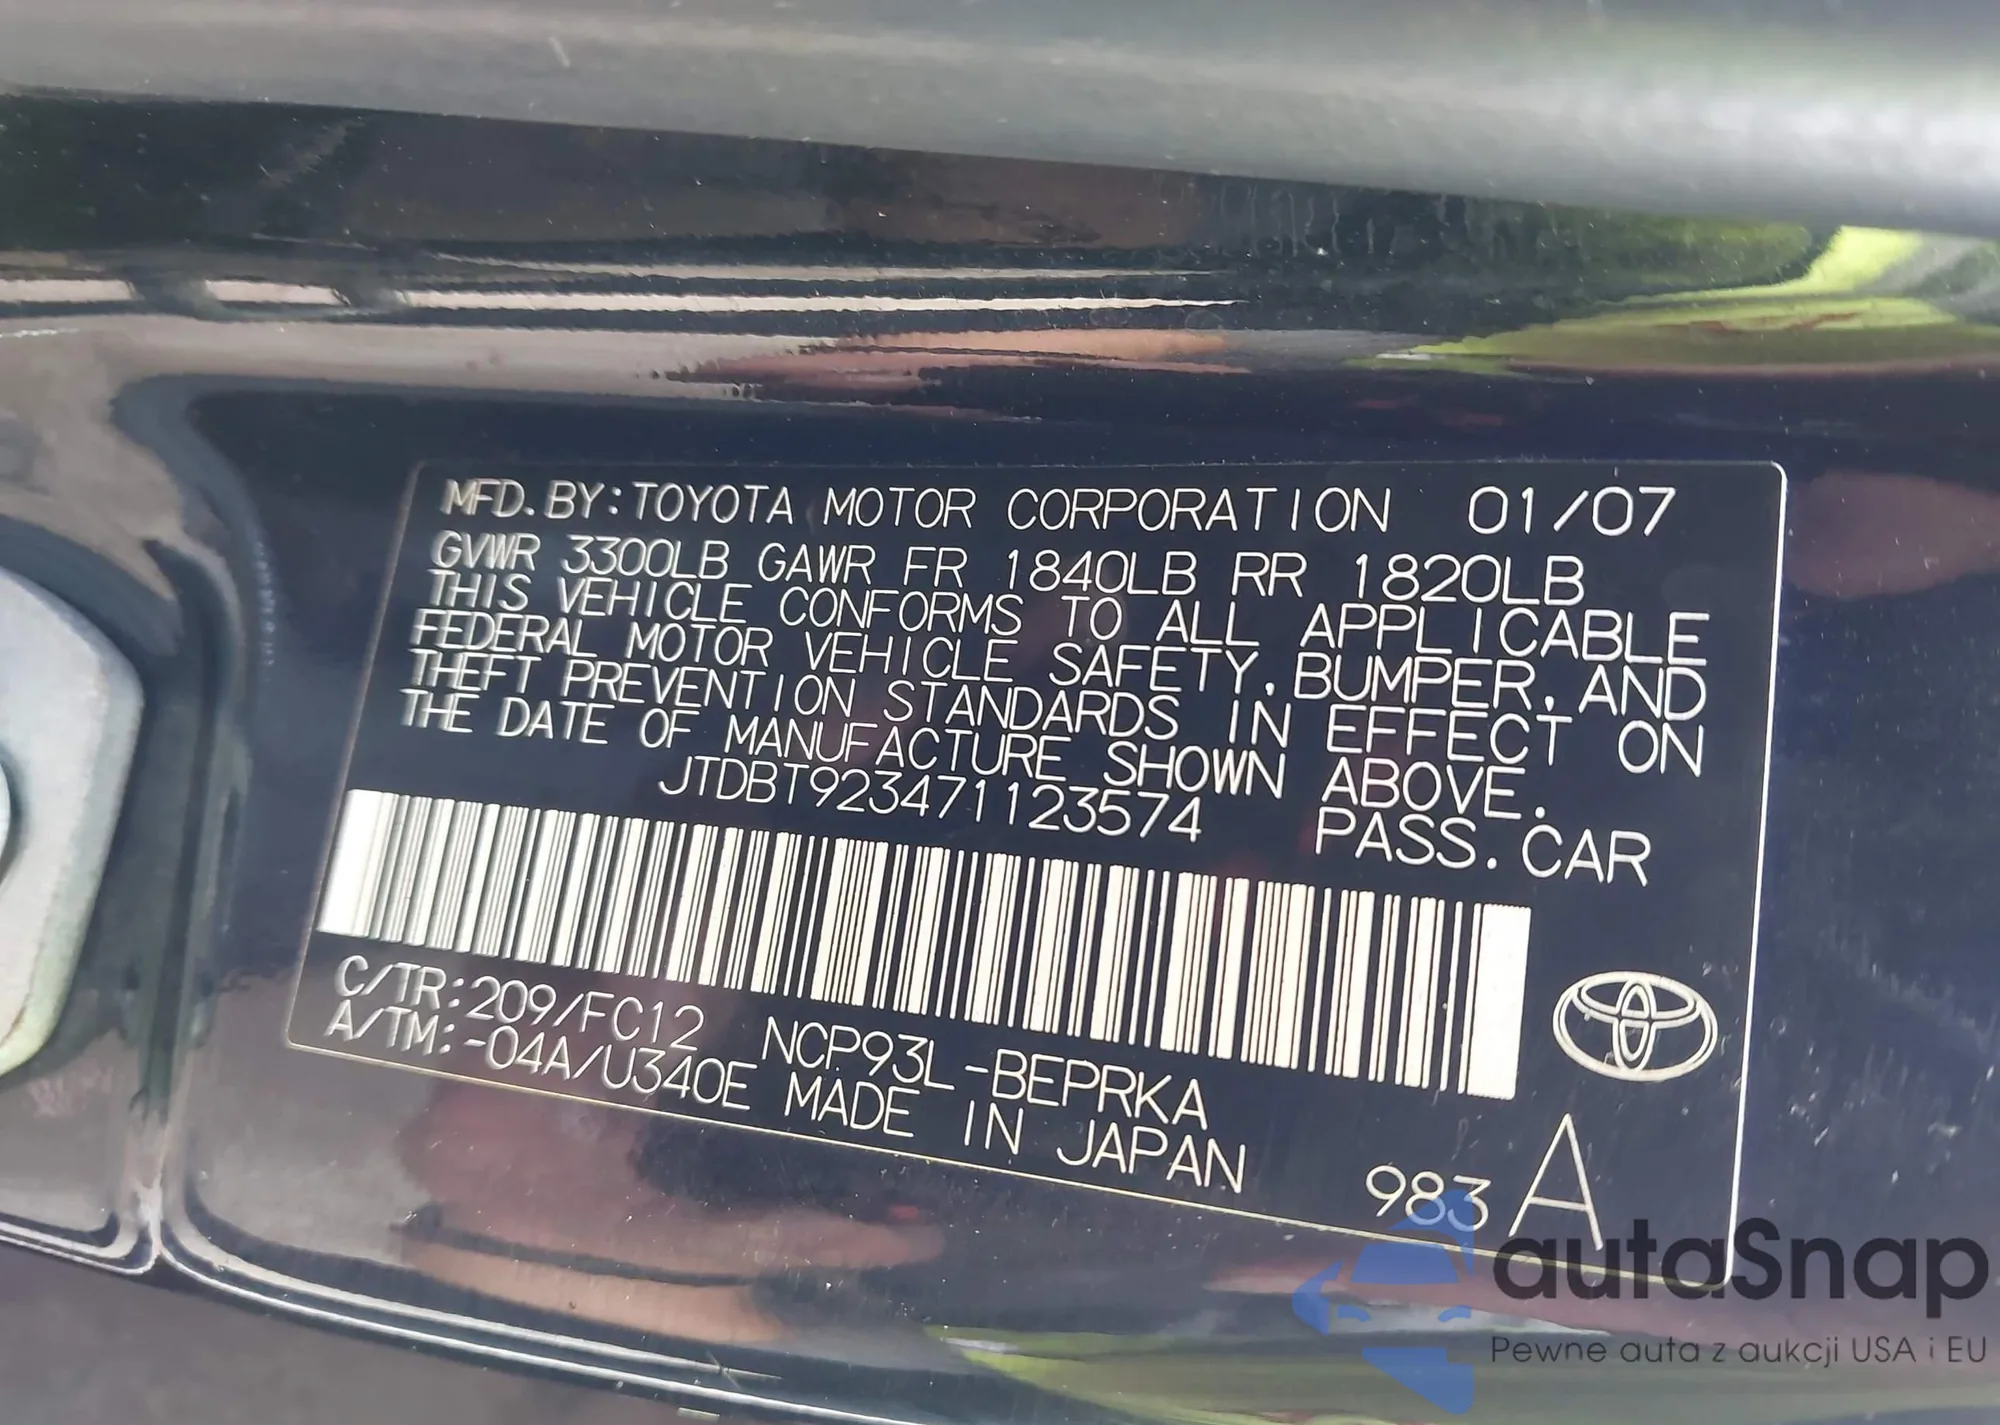 MFD.BY:TOYOTA MOTOR CORPORATION 01/07
GVWR 3300LB GAWR FR 1840LB RR 1820LB
THIS VEHICLE CONFORMS TO ALL APPLICABLE
FEDERAL MOTOR VEHICLE SAFETY, BUMPER, AND
THEFT PREVENTION STANDARDS IN EFFECT ON
THE DATE OF MANUFACTURE SHOWN ABOVE.
JTDBT923471123574 PASS. CAR
C/TR:209/FC12 NCP93L-BEPRKA
A/TM:-04A/U340E MADE IN JAPAN
983 A
autoSnap
Pewne auta z aukcji USA i EU